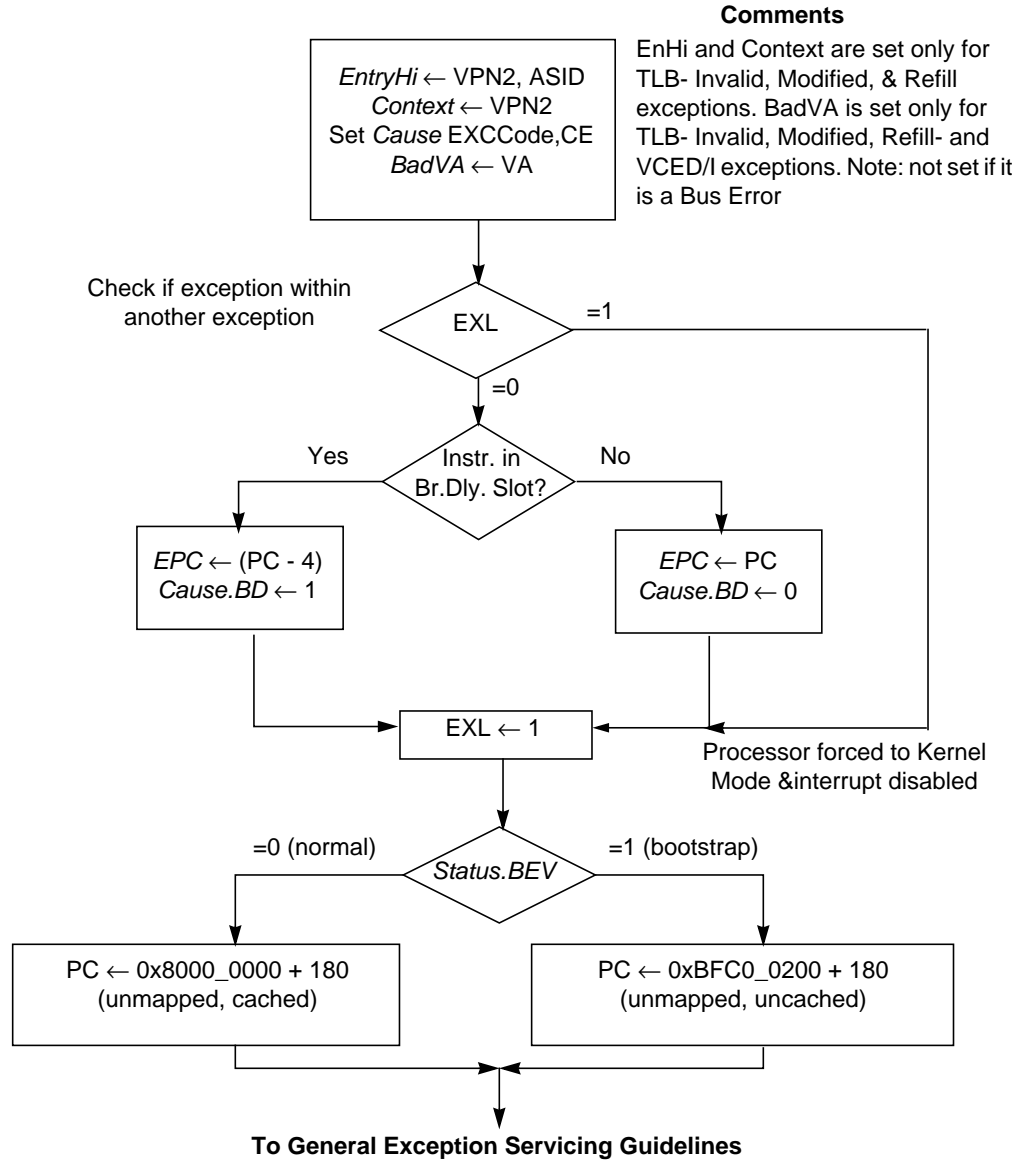 Comments
EnHi and Context are set only for
TLB- Invalid, Modified, & Refill
exceptions. BadVA is set only for
TLB- Invalid, Modified, Refill- and
VCED/I exceptions. Note: not set if it
is a Bus Error
EntryHi ← VPN2, ASID
Context ← VPN2
Set Cause EXCCode,CE
BadVA ← VA
Check if exception within
another exception
EXL
=1
=0
Yes
Instr. in
Br.Dly. Slot?
No
EPC ← (PC - 4)
Cause.BD ← 1
EPC ← PC
Cause.BD ← 0
EXL ← 1
Processor forced to Kernel
Mode &interrupt disabled
=0 (normal)
Status.BEV
=1 (bootstrap)
PC ← 0x8000_0000 + 180
(unmapped, cached)
PC ← 0xBFC0_0200 + 180
(unmapped, uncached)
To General Exception Servicing Guidelines